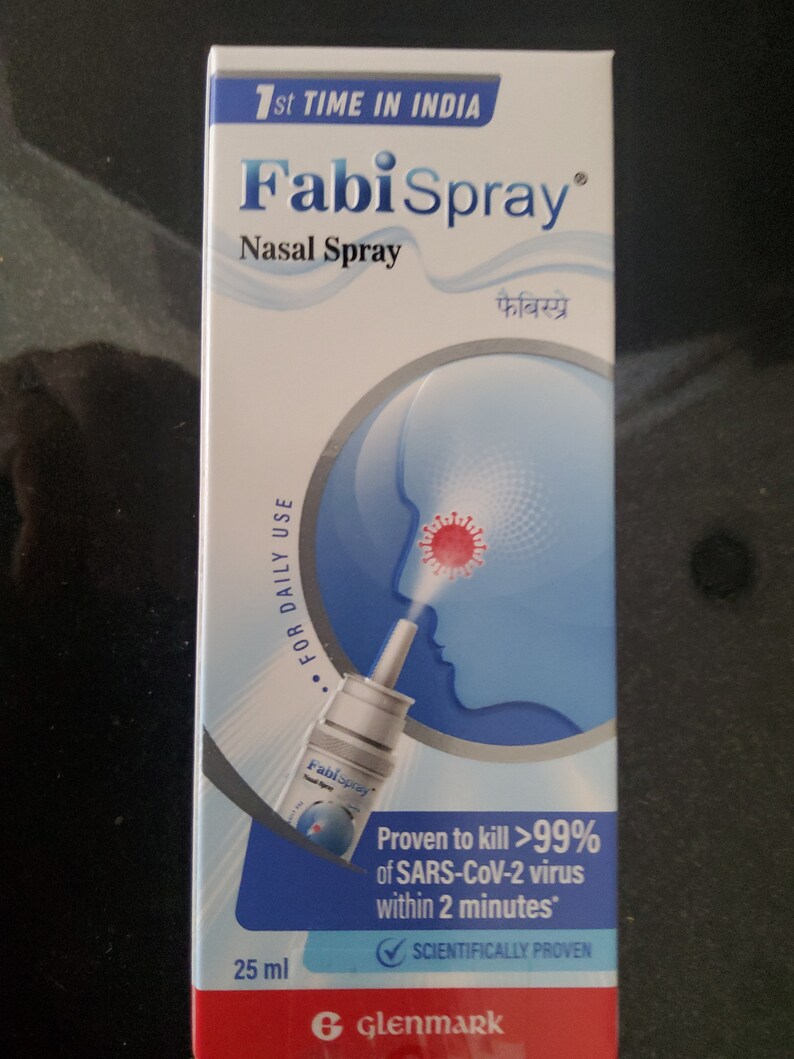 1st TIME IN INDIA
FabiSpray®
Nasal Spray
फैबिस्प्रे
•• FOR DAILY USE
FabiSpray
Nasal Spray
Proven to kill >99%
of SARS-CoV-2 virus
within 2 minutes*
SCIENTIFICALLY PROVEN
25 ml
G GLENMARK